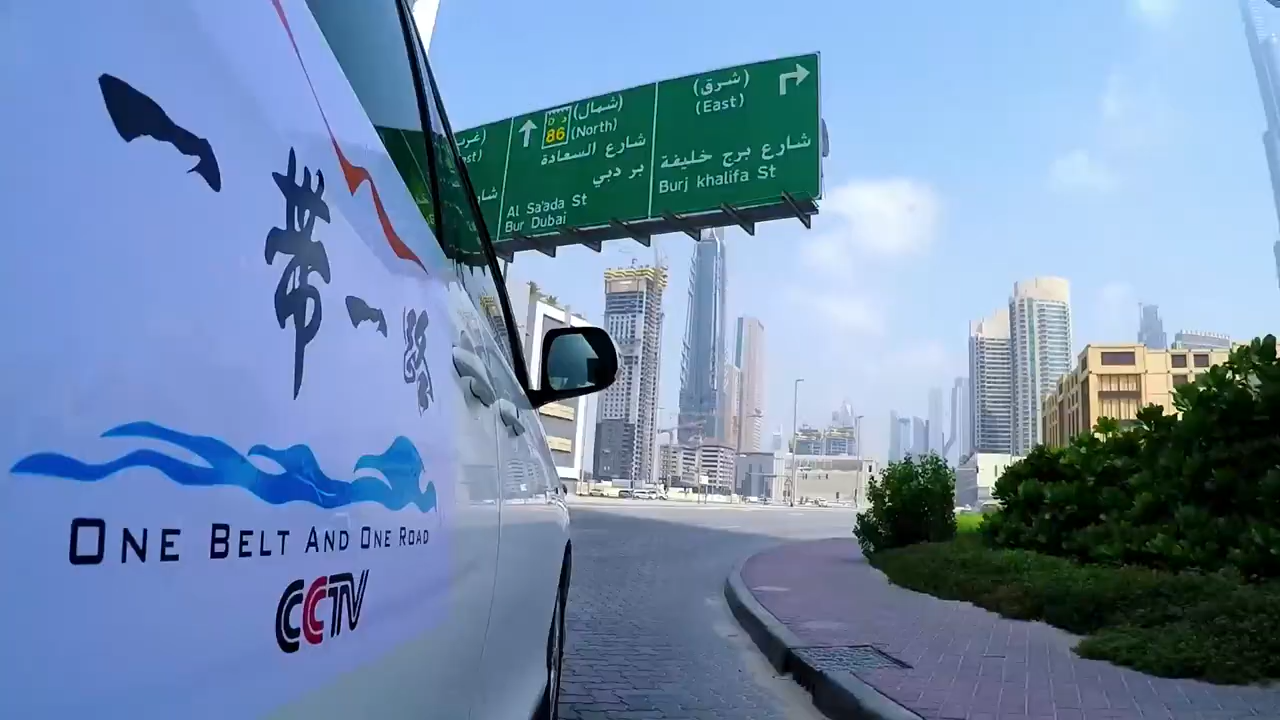 一带一路
ONE BELT AND ONE ROAD
CCTV
(شمال)
86
(North)
شارع السعادة
بر دبي
Al Sa'ada St
Bur Dubai
(شرق)
(East)
شارع برج خليفة
Burj khalifa St
شارع